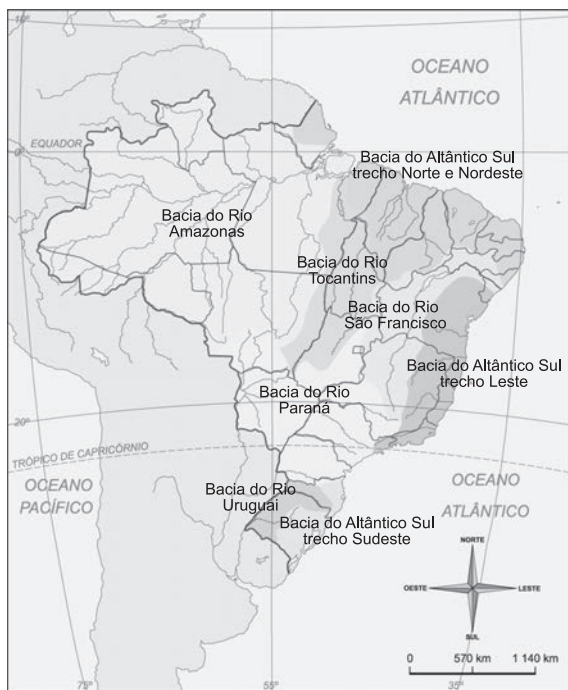 10°
OCEANO
ATLÂNTICO
EQUADOR
0°
Bacia do Altântico Sul
trecho Norte e Nordeste
Bacia do Rio
Amazonas
Bacia do Rio
Tocantins
Bacia do Rio
São Francisco
Bacia do Altântico Sul
trecho Leste
Bacia do Rio
Paraná
20°
TRÓPICO DE CAPRICÓRNIO
OCEANO
PACÍFICO
Bacia do Rio
Uruguai
Bacia do Altântico Sul
trecho Sudeste
OCEANO
ATLÂNTICO
NORTE
OESTE
LESTE
SUL
0 570 km 1 140 km
75°
55°
35°